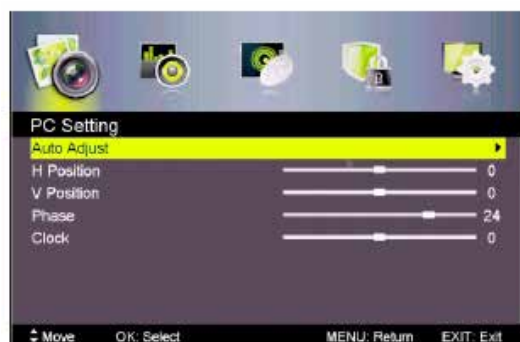 PC Setting
Auto Adjust
H Position 0
V Position 0
Phase 24
Clock 0
Move OK: Select MENU: Return EXIT: Exit